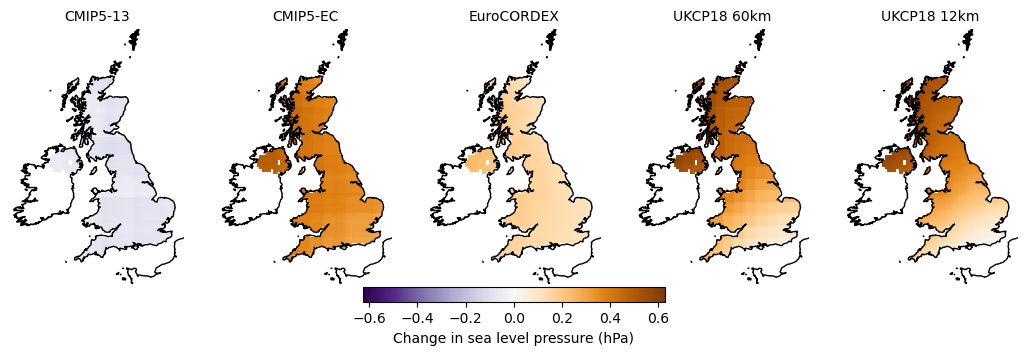 CMIP5-13 CMIP5-EC EuroCORDEX UKCP18 60km UKCP18 12km
−0.6 −0.4 −0.2 0.0 0.2 0.4 0.6
Change in sea level pressure (hPa)